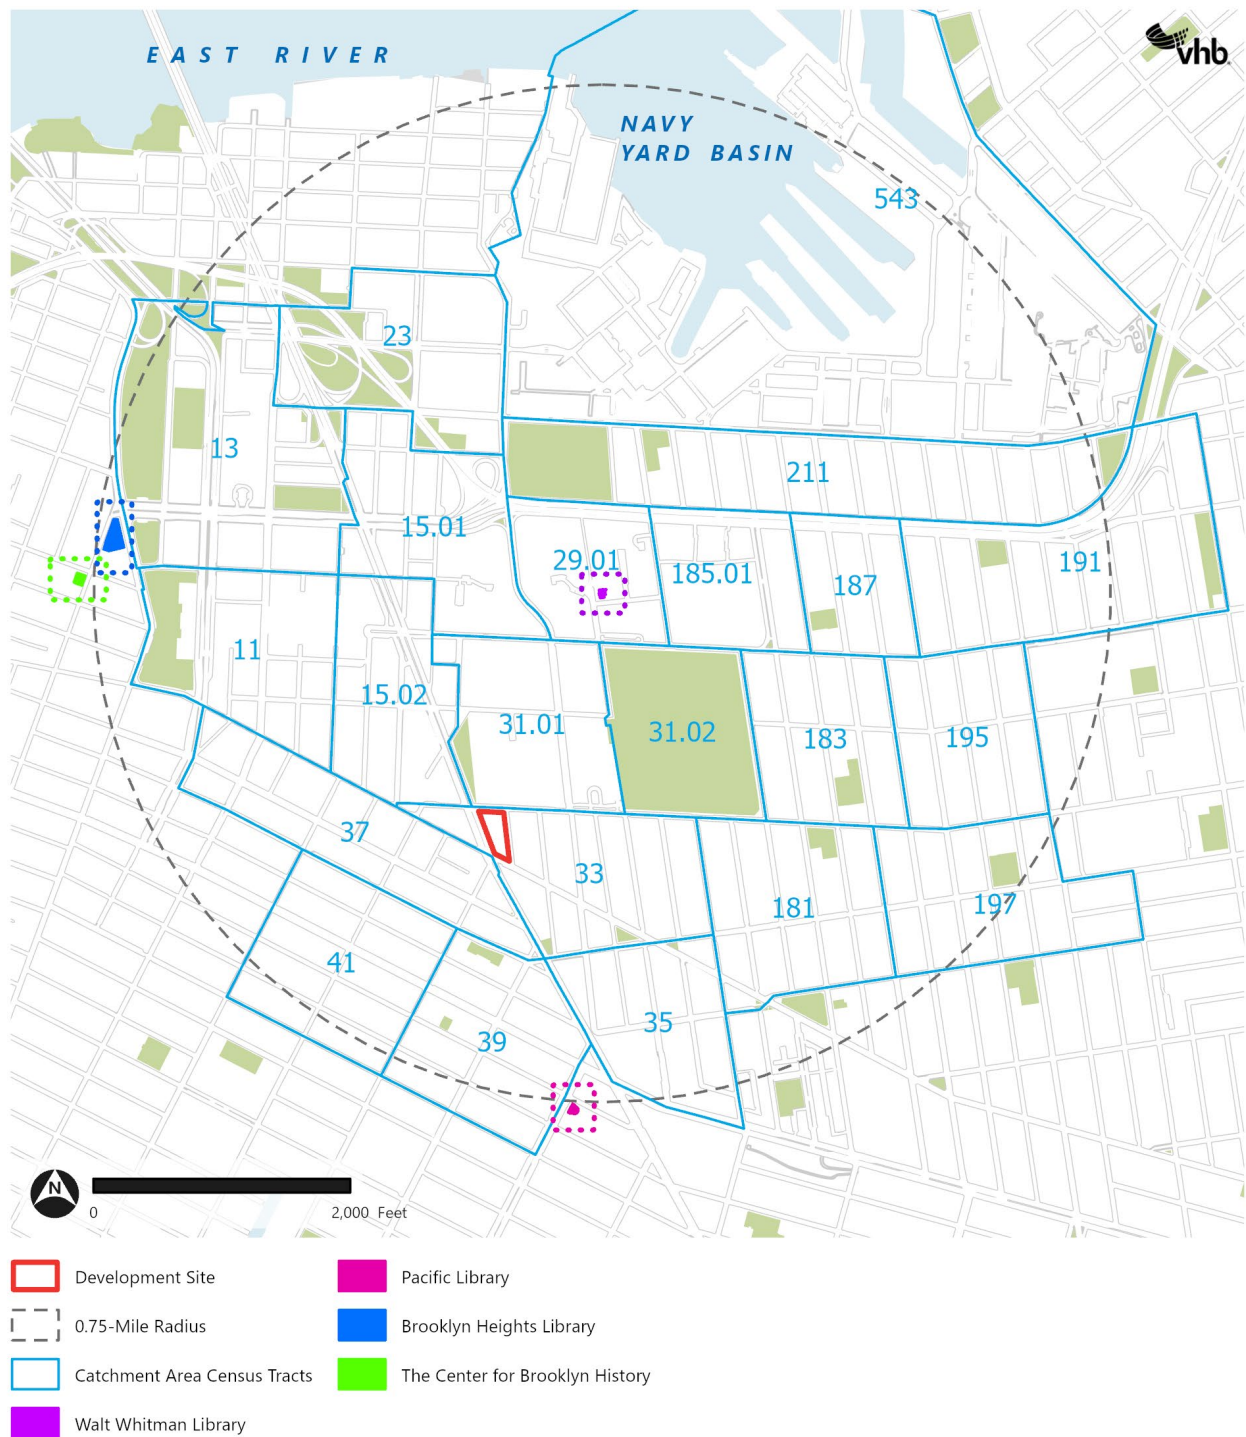 EAST RIVER
vhb
NAVY
YARD BASIN
543
23
13
211
15.01
29.01
185.01
187
191
11
15.02
31.01
31.02
183
195
37
33
181
197
41
39
35
N
0
2,000 Feet
Development Site
0.75-Mile Radius
Catchment Area Census Tracts
Walt Whitman Library
Pacific Library
Brooklyn Heights Library
The Center for Brooklyn History